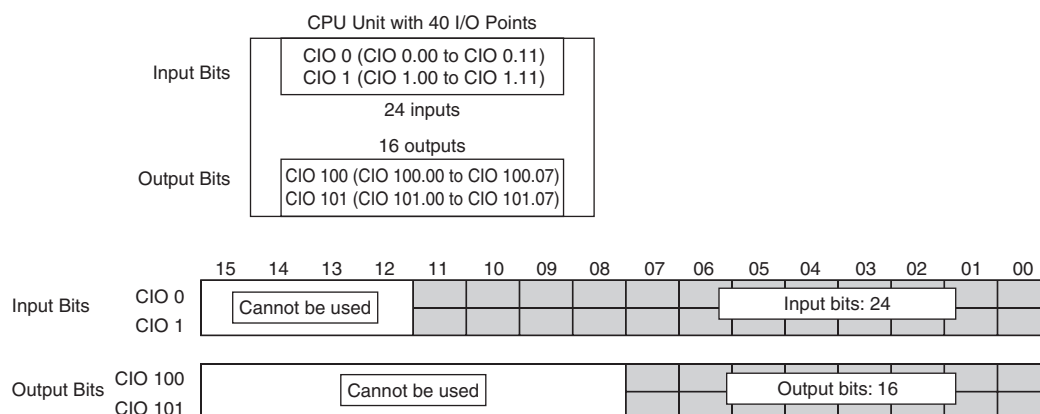 CPU Unit with 40 I/O Points
Input Bits
CIO 0 (CIO 0.00 to CIO 0.11)
CIO 1 (CIO 1.00 to CIO 1.11)
24 inputs
16 outputs
Output Bits
CIO 100 (CIO 100.00 to CIO 100.07)
CIO 101 (CIO 101.00 to CIO 101.07)
15 14 13 12 11 10 09 08 07 06 05 04 03 02 01 00
Input Bits
CIO 0
CIO 1
Cannot be used
Input bits: 24
Output Bits
CIO 100
CIO 101
Cannot be used
Output bits: 16